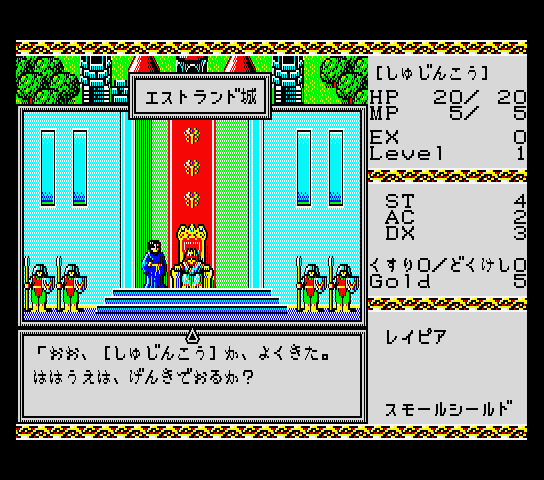 エストランド城
「おお、[しゅじんこう]か、よくきた。
ははうえは、げんきでおるか?
[しゅじんこう]
HP 20/ 20
MP 5/ 5
EX 0
Level 1
ST 4
AC 2
DX 3
くすり0/どくけし0
Gold 5
レイピア
スモールシールド